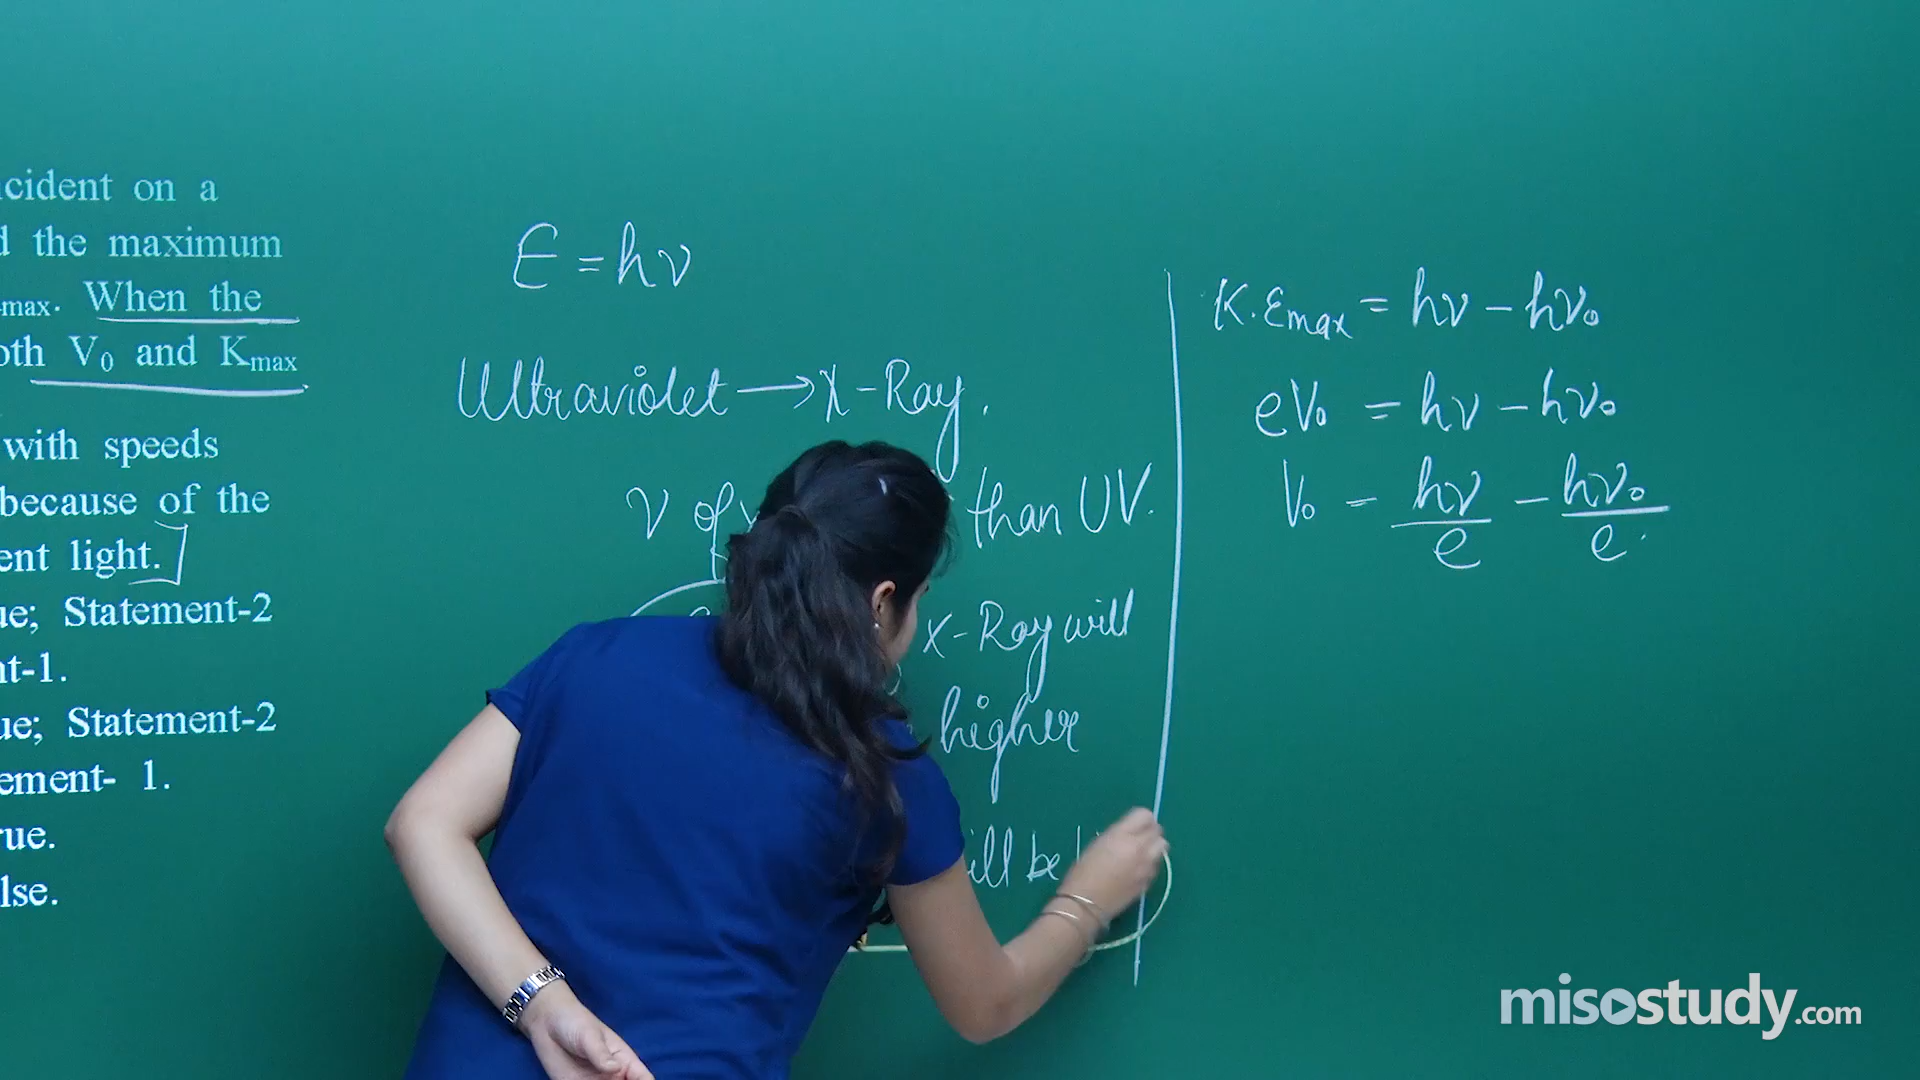 cident on a
d the maximum
max. When the
oth V₀ and Kmax
with speeds
because of the
ent light.]
ue; Statement-2
nt-1.
ue; Statement-2
ement- 1.
rue.
lse.
E = hν
Ultraviolet → X-Ray.
ν of than UV.
X-Ray will
higher
ill be
K.Emax = hν - hν₀
eV₀ = hν - hν₀
V₀ = hν/e - hν₀/e.
misostudy.com